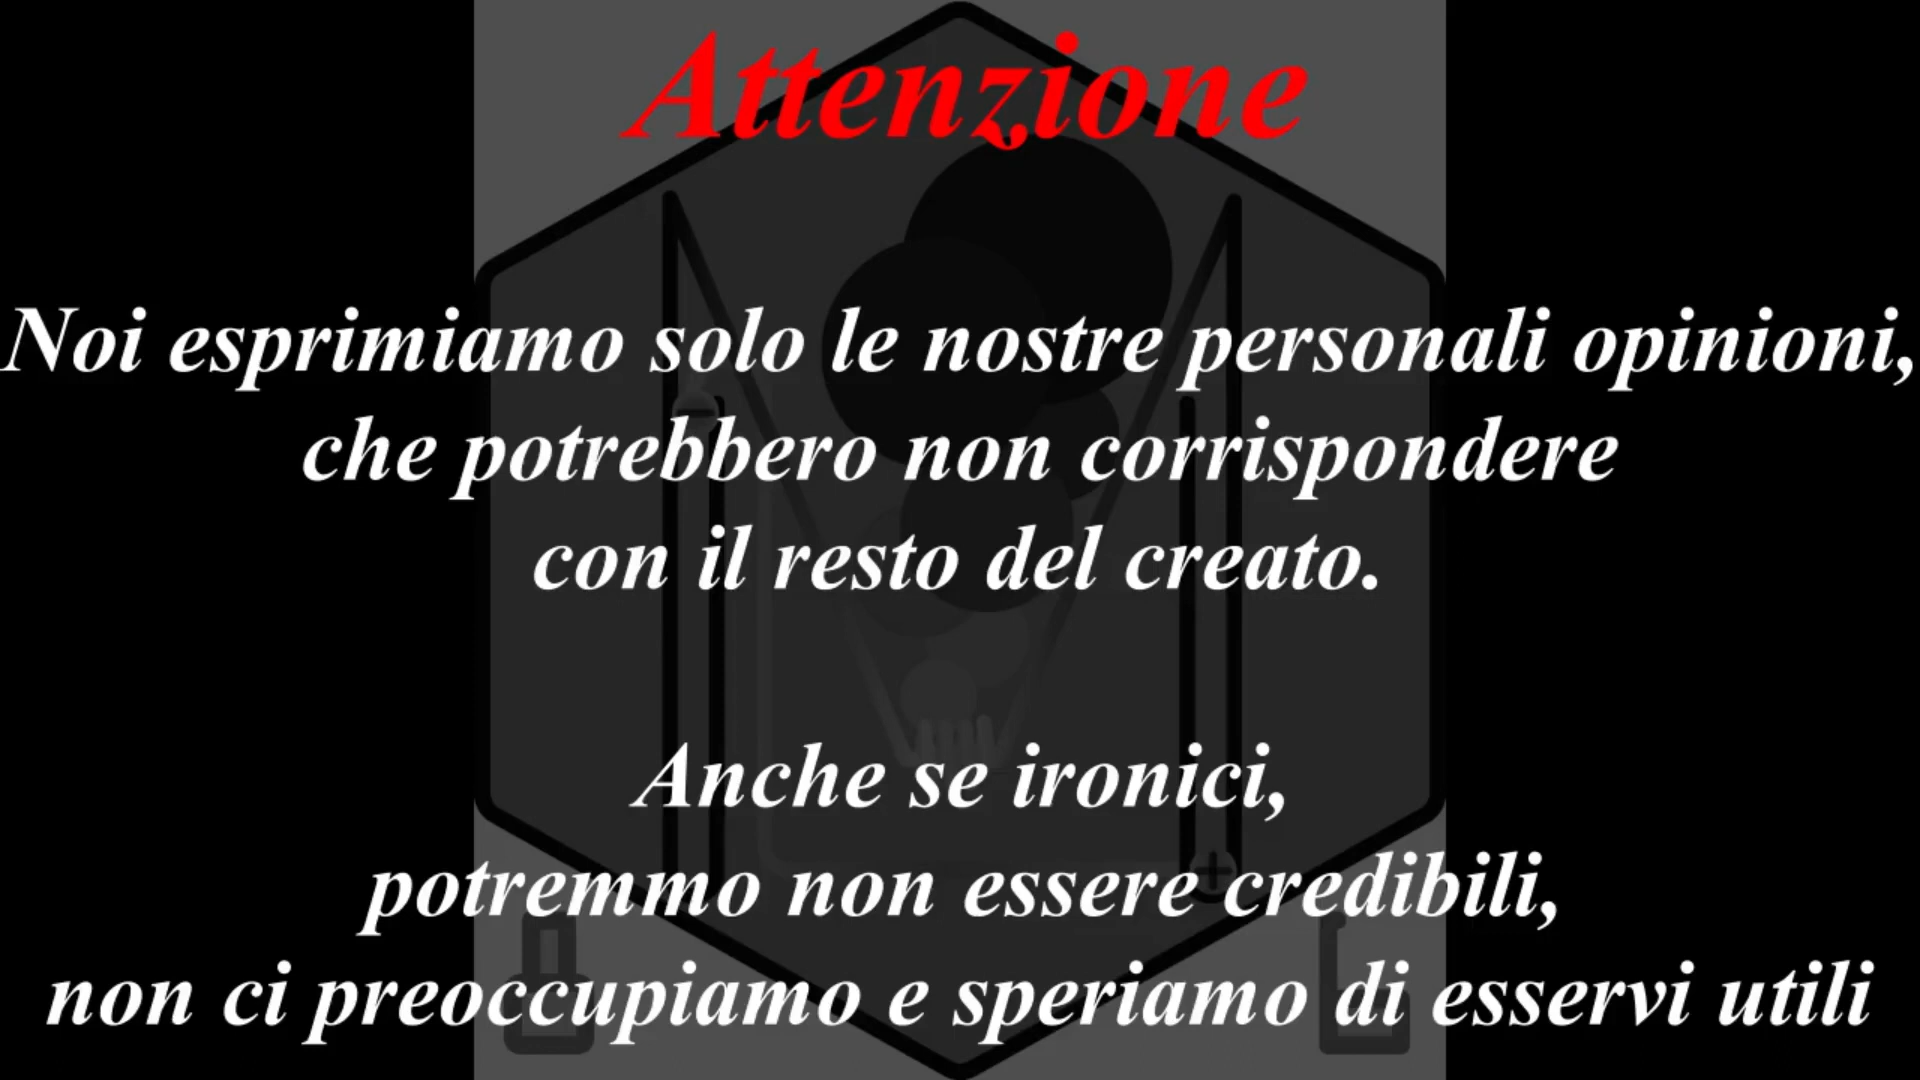 Attenzione
Noi esprimiamo solo le nostre personali opinioni,
che potrebbero non corrispondere
con il resto del creato.
Anche se ironici,
potremmo non essere credibili,
non ci preoccupiamo e speriamo di esservi utili